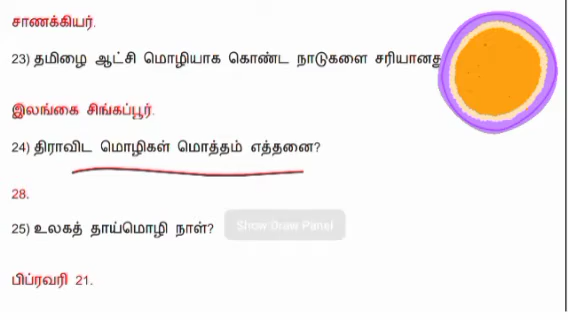 சாணக்கியர்.
23) தமிழை ஆட்சி மொழியாக கொண்ட நாடுகளை சரியானது
இலங்கை சிங்கப்பூர்.
24) திராவிட மொழிகள் மொத்தம் எத்தனை?
28.
25) உலகத் தாய்மொழி நாள்?
Show Draw Panel
பிப்ரவரி 21.